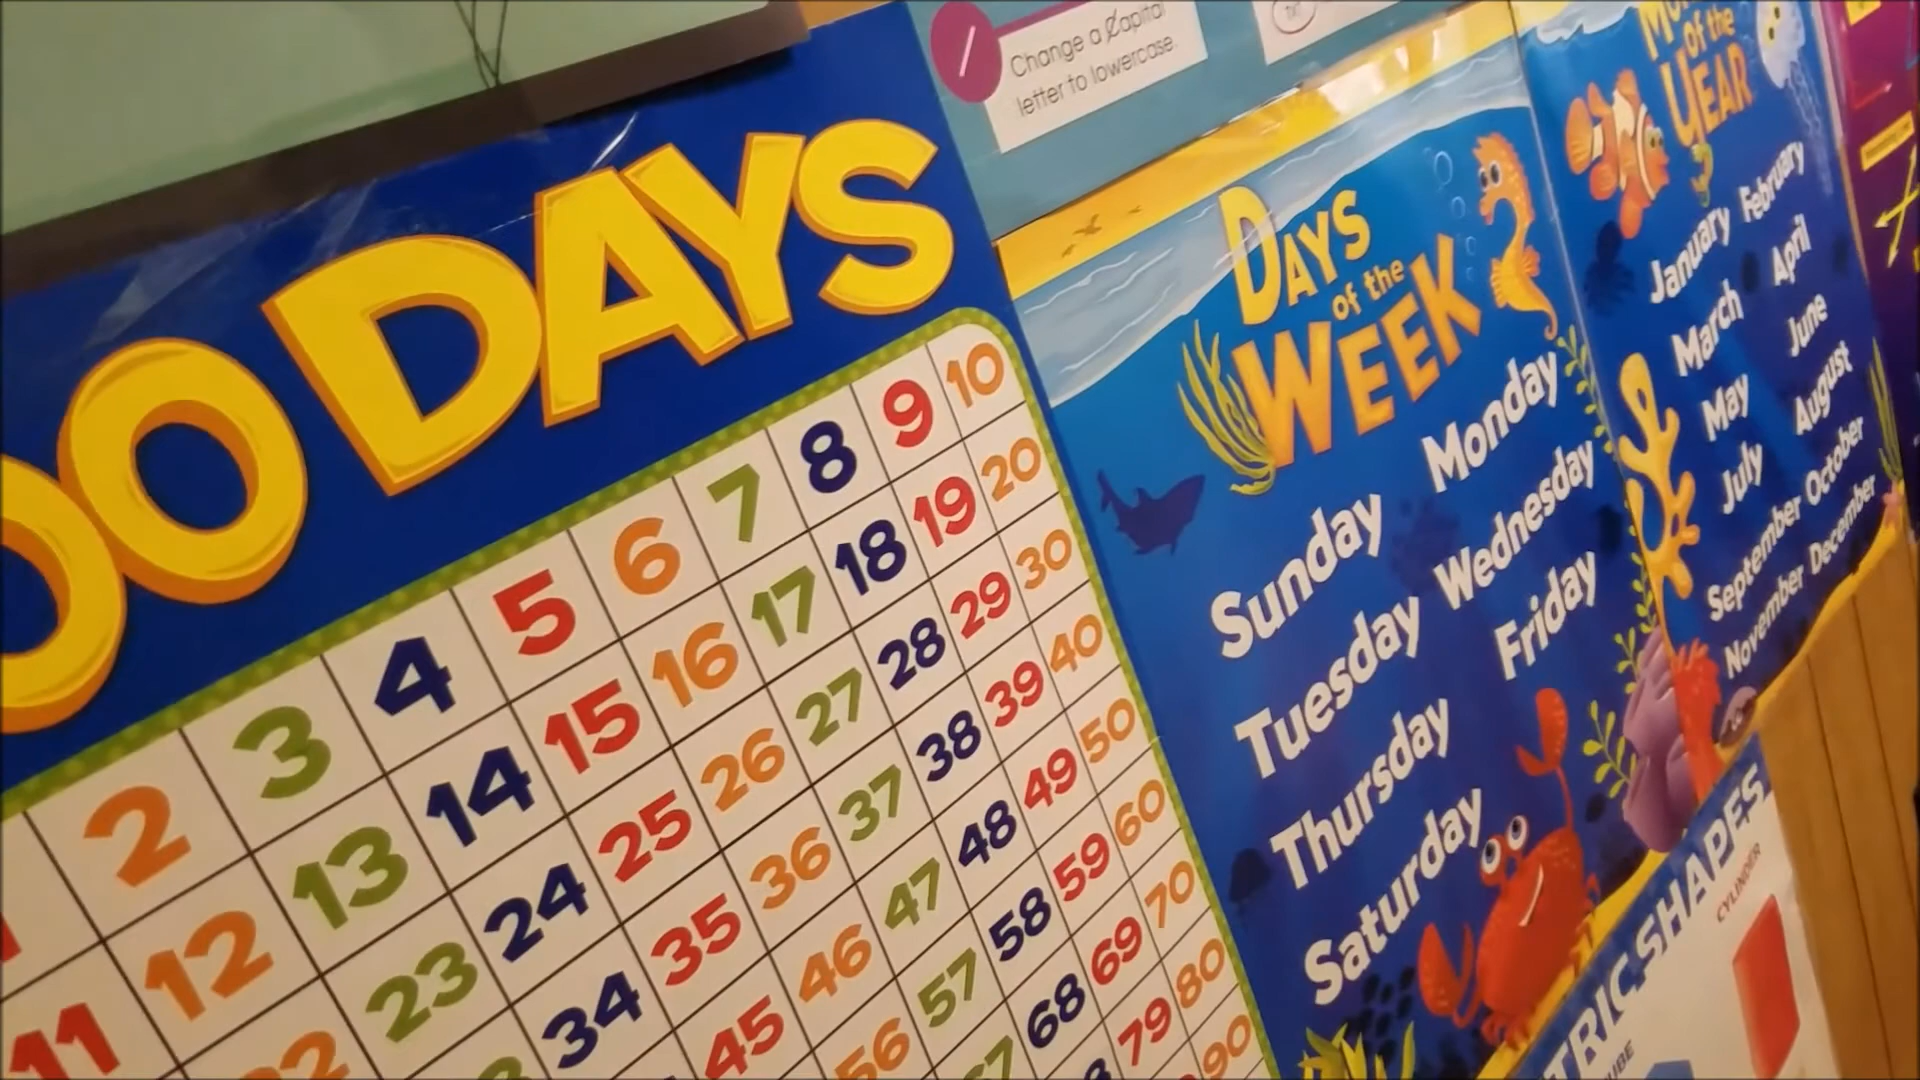 Change a Capital
letter to lowercase.
DAYS
2 3 4 5 6 7 8 9 10
11 12 13 14 15 16 17 18 19 20
23 24 25 26 27 28 29 30
34 35 36 37 38 39 40
45 46 47 48 49 50
56 57 58 59 60
68 69 70
79 80
90
DAYS
of the
WEEK
Sunday Monday
Tuesday Wednesday
Thursday Friday
Saturday
of the
YEAR
January February
March April
May June
July August
September October
November December
SHAPES
CYLINDER